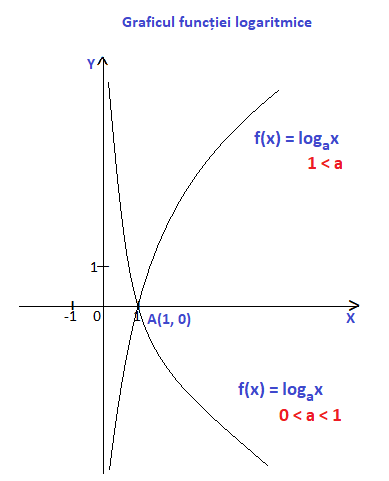 Graficul funcției logaritmice
Y
f(x) = logₐx
1 < a
1
-1 0 1 A(1, 0) X
f(x) = logₐx
0 < a < 1